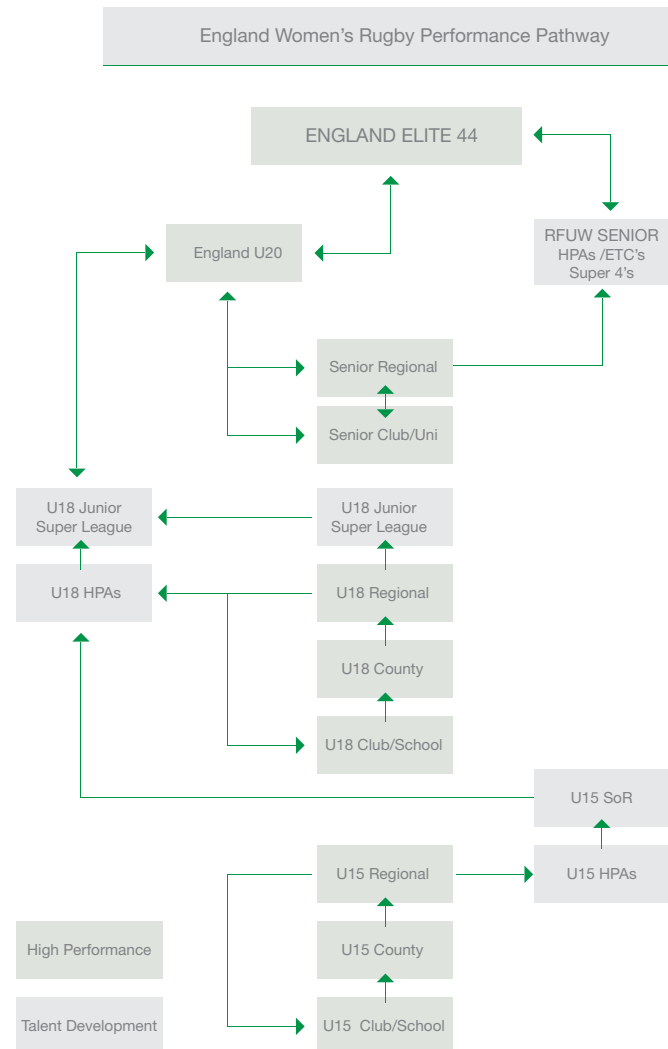 England Women's Rugby Performance Pathway
ENGLAND ELITE 44
England U20
RFUW SENIOR
HPAs /ETC's
Super 4's
Senior Regional
Senior Club/Uni
U18 Junior
Super League
U18 Junior
Super League
U18 HPAs
U18 Regional
U18 County
U18 Club/School
U15 SoR
U15 Regional
U15 HPAs
High Performance
U15 County
Talent Development
U15 Club/School